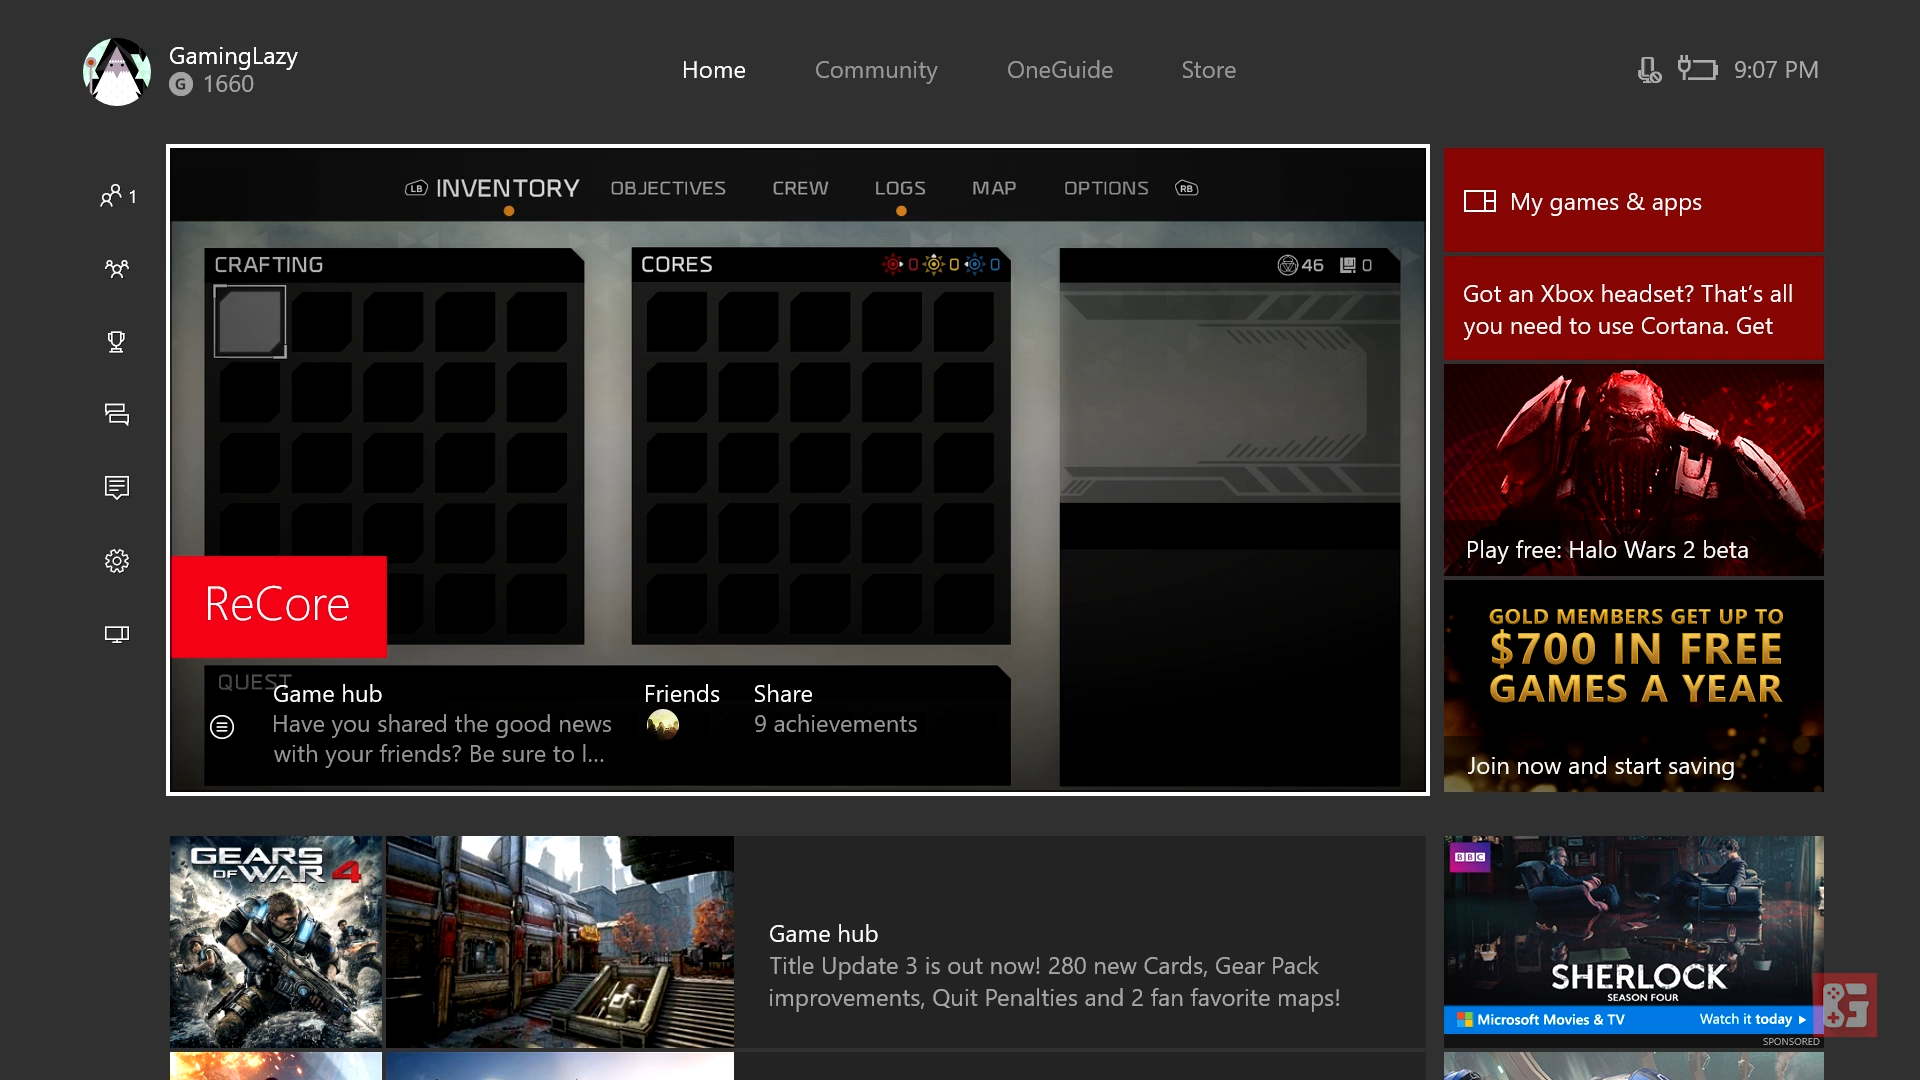 GamingLazy
G 1660
Home
Community
OneGuide
Store
9:07 PM
1
LB INVENTORY OBJECTIVES CREW LOGS MAP OPTIONS RB
CRAFTING
CORES 0 0 0
46 0
ReCore
QUEST
Game hub
Have you shared the good news
with your friends? Be sure to l...
Friends
Share
9 achievements
My games & apps
Got an Xbox headset? That's all
you need to use Cortana. Get
Play free: Halo Wars 2 beta
GOLD MEMBERS GET UP TO
$700 IN FREE
GAMES A YEAR
Join now and start saving
GEARS
OF WAR 4
Game hub
Title Update 3 is out now! 280 new Cards, Gear Pack
improvements, Quit Penalties and 2 fan favorite maps!
BBC
SHERLOCK
SEASON FOUR
Microsoft Movies & TV Watch it today
SPONSORED